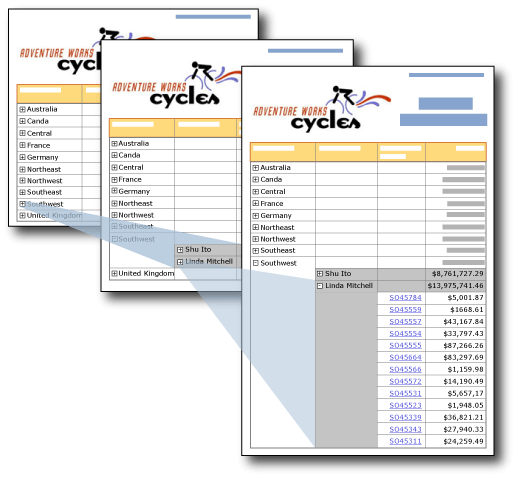 ADVENTURE WORKS
cycles
Australia
Canda
Central
France
Germany
Northeast
Northwest
Southeast
Southwest
United Kingdom
ADVENTURE WORKS
cycles
Australia
Canda
Central
France
Germany
Northeast
Northwest
Southeast
Southwest
Shu Ito
Linda Mitchell
United Kingdom
ADVENTURE WORKS
cycles
Australia
Canda
Central
France
Germany
Northeast
Northwest
Southeast
Southwest
Shu Ito $8,761,727.29
Linda Mitchell $13,975,741.46
SO45784 $5,001.87
SO45559 $1668.61
SO45557 $43,167.84
SO45554 $33,797.43
SO45555 $87,266.26
SO45664 $83,297.69
SO45566 $1,159.98
SO45572 $14,190.49
SO45531 $5,657,17
SO45523 $1,948.05
SO45339 $36,821.21
SO45343 $27,940.33
SO45311 $24,259.49